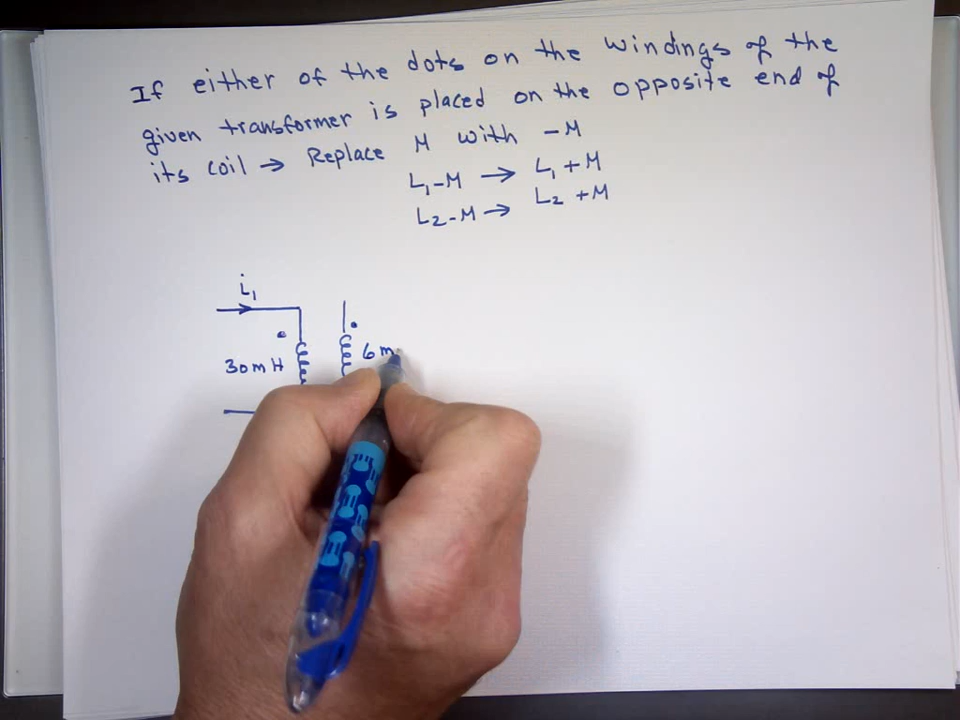 If either of the dots on the windings of the
given transformer is placed on the opposite end of
its coil → Replace M with -M
L₁-M → L₁ + M
L₂-M → L₂ + M
i₁
30mH
6m